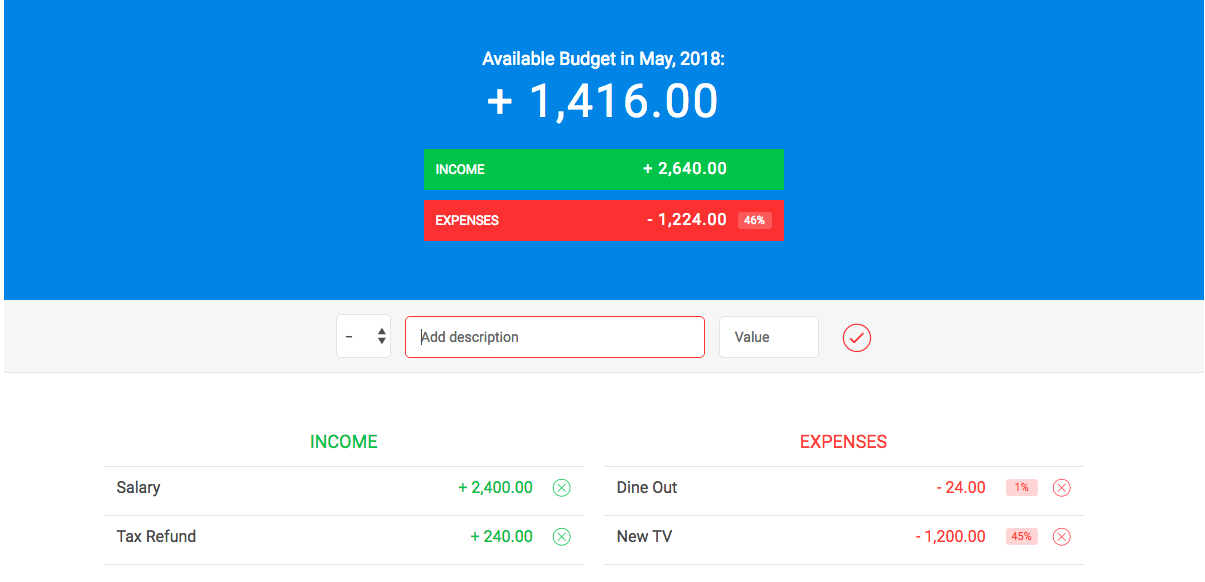 Available Budget in May, 2018:
+ 1,416.00
INCOME + 2,640.00
EXPENSES - 1,224.00 46%
– Add description Value
INCOME
Salary + 2,400.00
Tax Refund + 240.00
EXPENSES
Dine Out - 24.00 1%
New TV - 1,200.00 45%